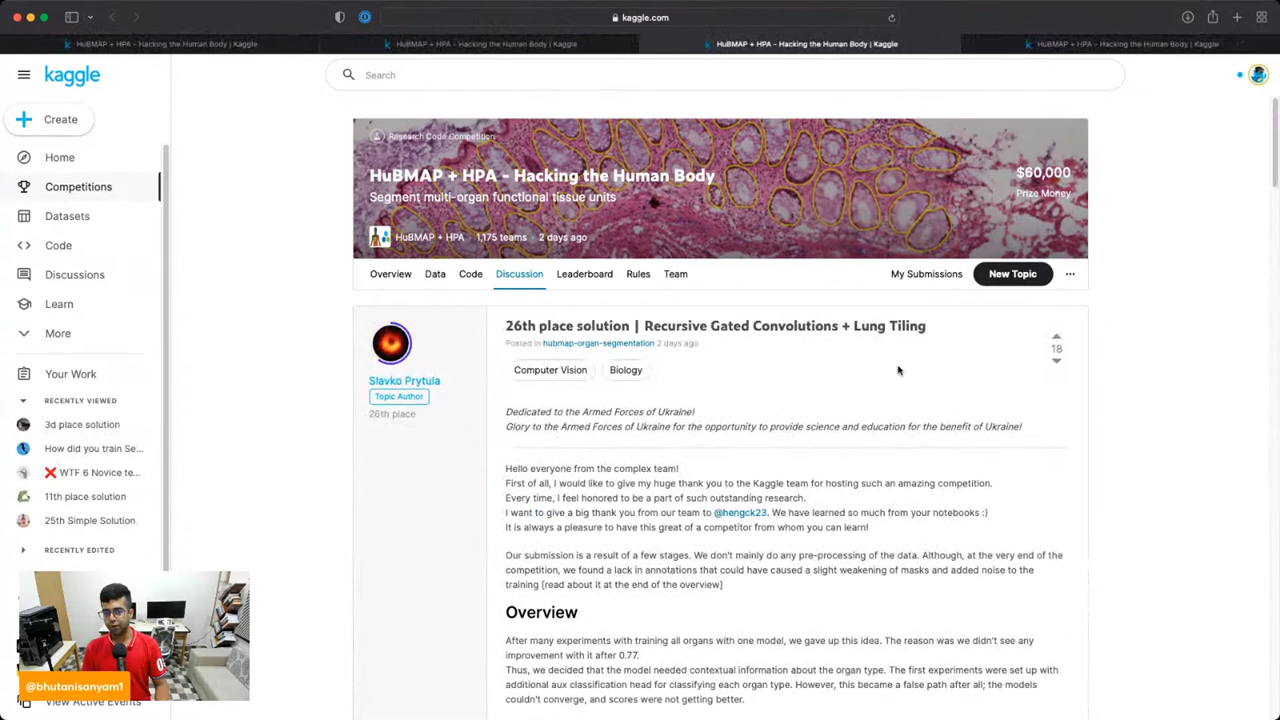 kaggle.com
HuBMAP + HPA - Hacking the Human Body | Kaggle
HuBMAP + HPA - Hacking the Human Body | Kaggle
HuBMAP + HPA - Hacking the Human Body | Kaggle
HuBMAP + HPA - Hacking the Human Body | Kaggle
kaggle
Search
Create
Home
Competitions
Datasets
Code
Discussions
Learn
More
Your Work
RECENTLY VIEWED
3d place solution
How did you train Se...
❌ WTF 6 Novice te...
11th place solution
25th Simple Solution.
RECENTLY EDITED
View Active Events
@bhutanisanyam1
Research Code Competition
HuBMAP + HPA - Hacking the Human Body
Segment multi-organ functional tissue units
$60,000
Prize Money
HuBMAP + HPA · 1,175 teams · 2 days ago
Overview Data Code Discussion Leaderboard Rules Team My Submissions New Topic ...
Slavko Prytula
Topic Author
26th place
26th place solution | Recursive Gated Convolutions + Lung Tiling
Posted in hubmap-organ-segmentation 2 days ago
18
Computer Vision Biology
Dedicated to the Armed Forces of Ukraine!
Glory to the Armed Forces of Ukraine for the opportunity to provide science and education for the benefit of Ukraine!
Hello everyone from the complex team!
First of all, I would like to give my huge thank you to the Kaggle team for hosting such an amazing competition.
Every time, I feel honored to be a part of such outstanding research.
I want to give a big thank you from our team to @hengck23. We have learned so much from your notebooks :)
It is always a pleasure to have this great of a competitor from whom you can learn!
Our submission is a result of a few stages. We don't mainly do any pre-processing of the data. Although, at the very end of the
competition, we found a lack in annotations that could have caused a slight weakening of masks and added noise to the
training [read about it at the end of the overview]
Overview
After many experiments with training all organs with one model, we gave up this idea. The reason was we didn't see any
improvement with it after 0.77.
Thus, we decided that the model needed contextual information about the organ type. The first experiments were set up with
additional aux classification head for classifying each organ type. However, this became a false path after all; the models
couldn't converge, and scores were not getting better.